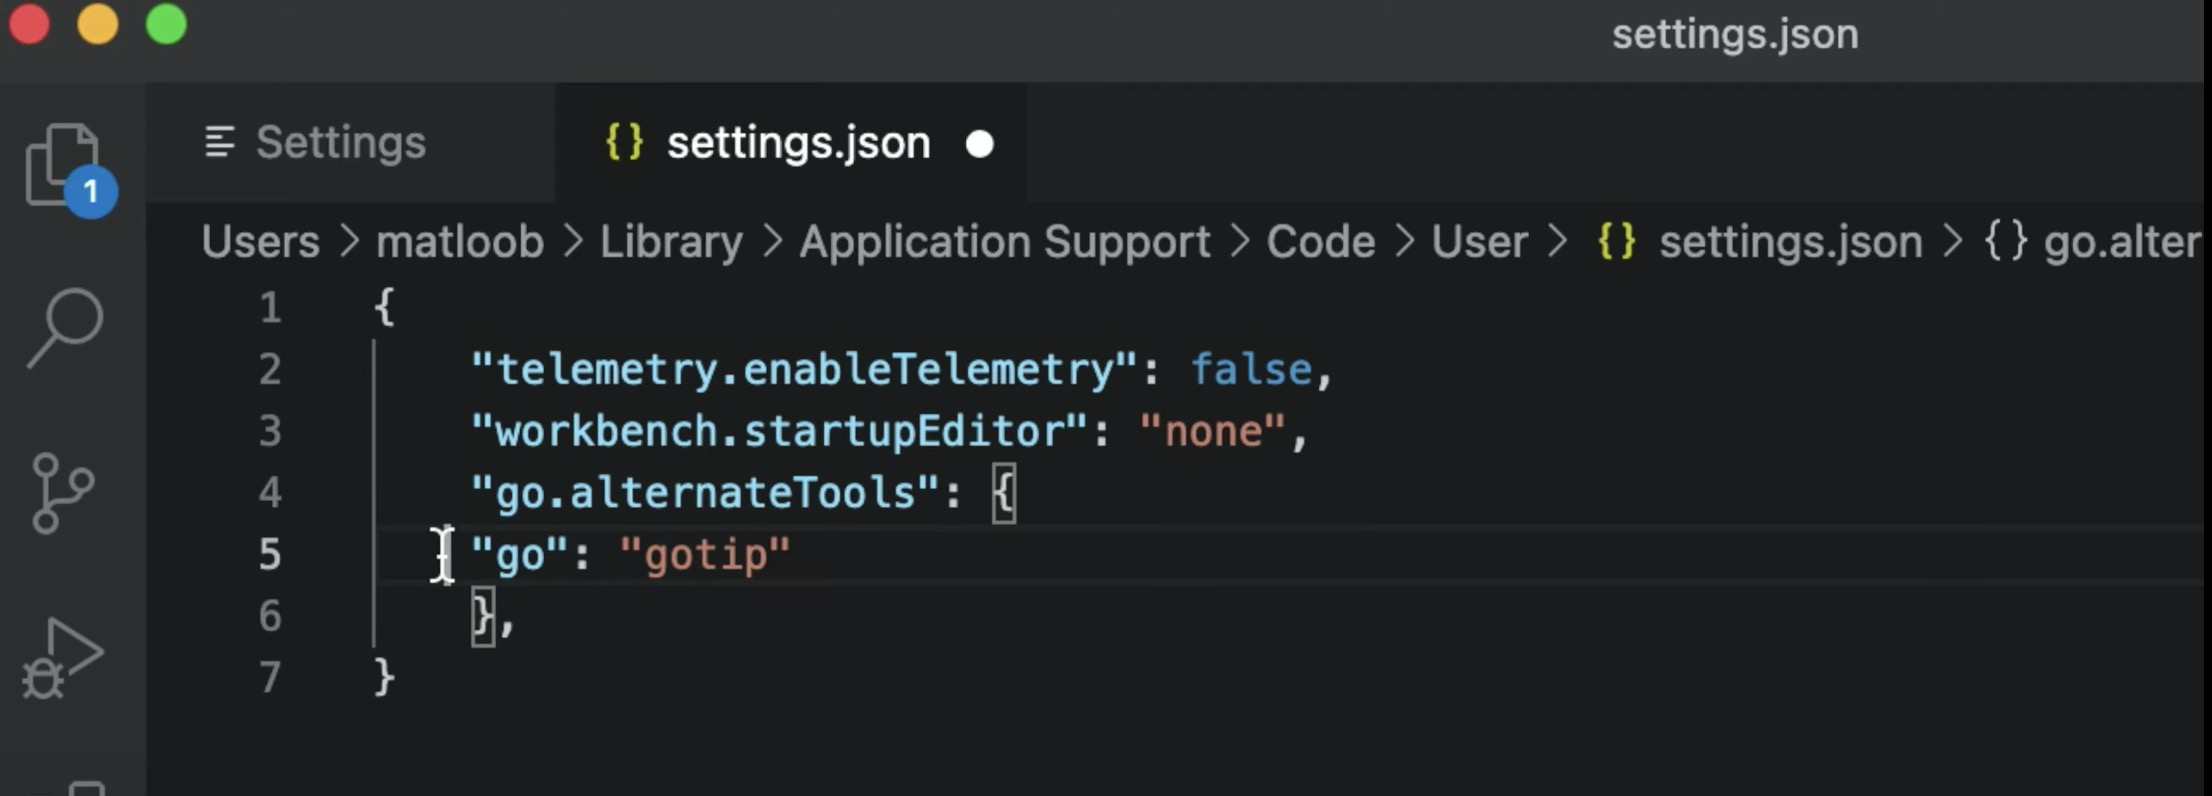 settings.json
Settings
{} settings.json
1
Users > matloob > Library > Application Support > Code > User > {} settings.json > {} go.alter
1 {
2 "telemetry.enableTelemetry": false,
3 "workbench.startupEditor": "none",
4 "go.alternateTools": {
5 "go": "gotip"
6 },
7 }